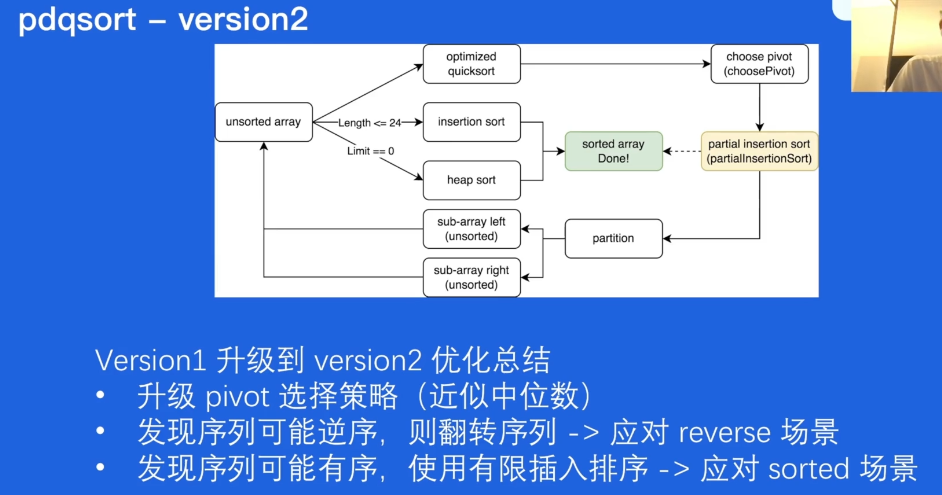 pdqsort – version2
optimized
quicksort
choose pivot
(choosePivot)
unsorted array
Length <= 24
insertion sort
Limit == 0
heap sort
sorted array
Done!
partial insertion sort
(partialInsertionSort)
sub-array left
(unsorted)
partition
sub-array right
(unsorted)
Version1 升级到 version2 优化总结
• 升级 pivot 选择策略（近似中位数）
• 发现序列可能逆序，则翻转序列 -> 应对 reverse 场景
• 发现序列可能有序，使用有限插入排序 -> 应对 sorted 场景